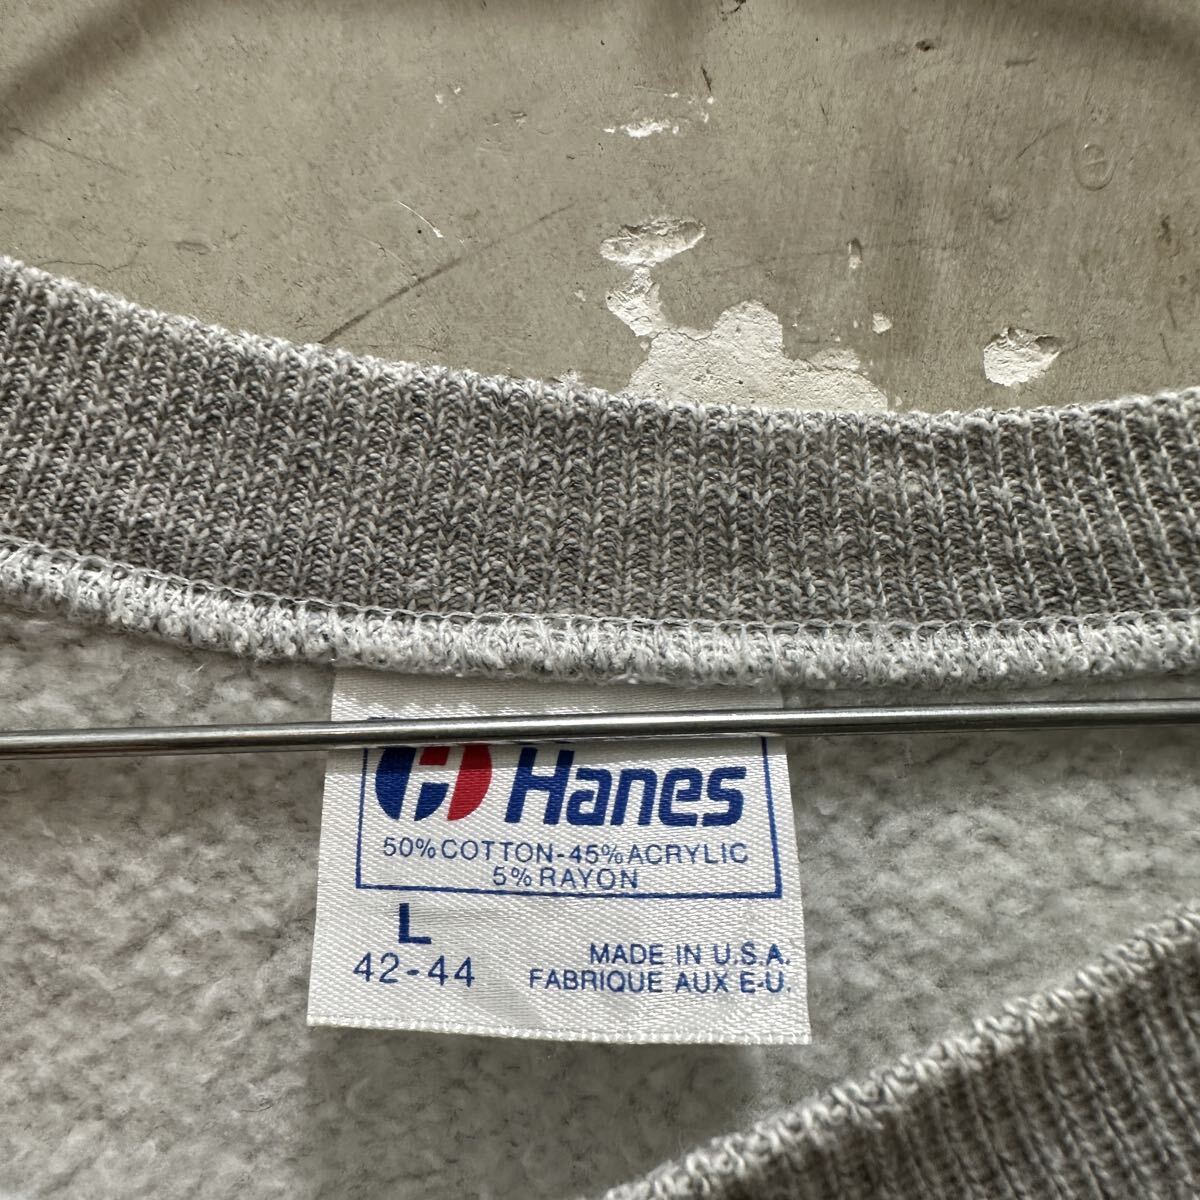 Hanes
50% COTTON-45% ACRYLIC
5% RAYON
L
42-44
MADE IN U.S.A.
FABRIQUE AUX E-U.